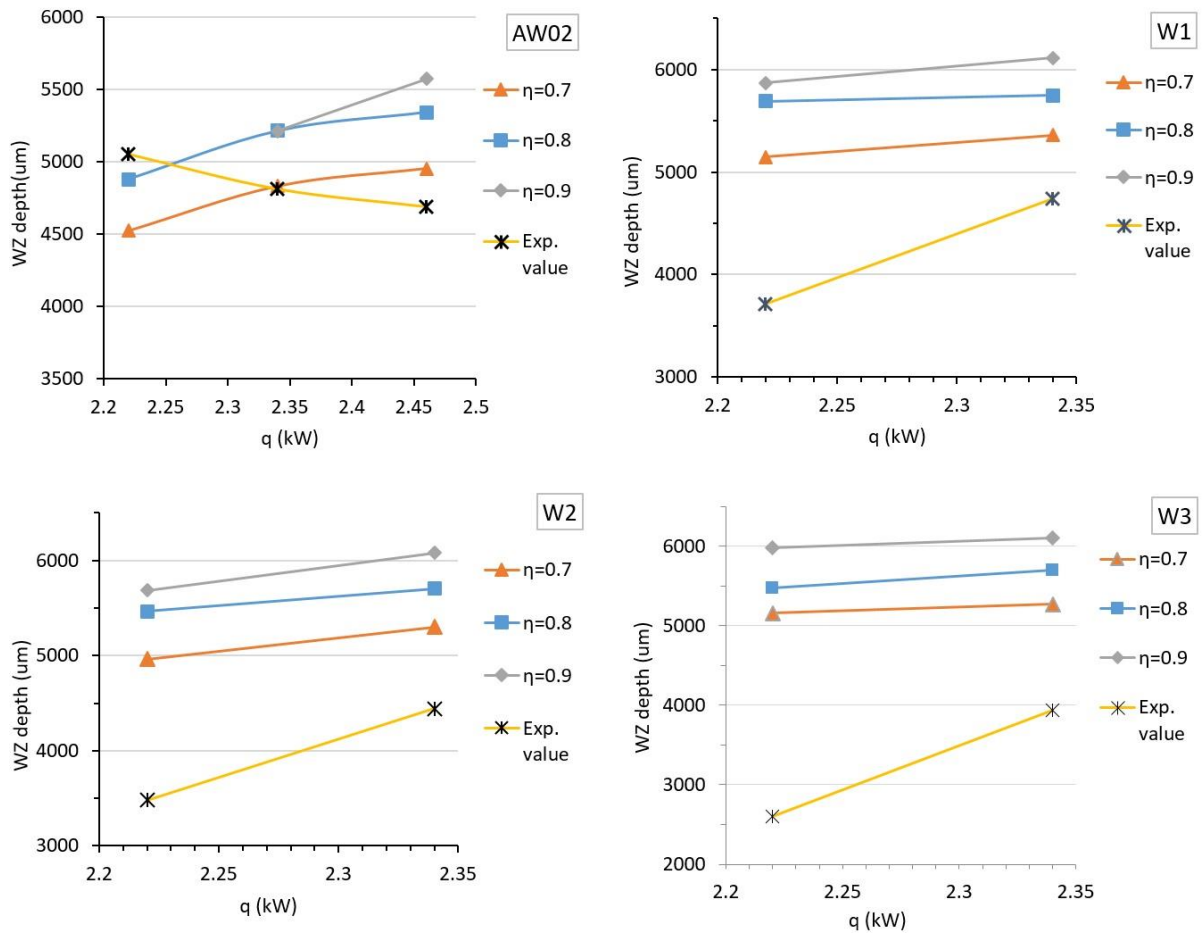 AW02
6000
5500
5000
4500
4000
3500
WZ depth(um)
2.2 2.25 2.3 2.35 2.4 2.45 2.5
q (kW)
η=0.7
η=0.8
η=0.9
Exp.
value
W1
6000
5000
4000
3000
WZ depth (um)
2.2 2.25 2.3 2.35
q (kW)
η=0.7
η=0.8
η=0.9
Exp.
value
W2
6000
5000
4000
3000
WZ depth (um)
2.2 2.25 2.3 2.35
q (kW)
η=0.7
η=0.8
η=0.9
Exp.
value
W3
6000
5000
4000
3000
2000
WZ depth (um)
2.2 2.25 2.3 2.35
q (kW)
η=0.7
η=0.8
η=0.9
Exp.
value